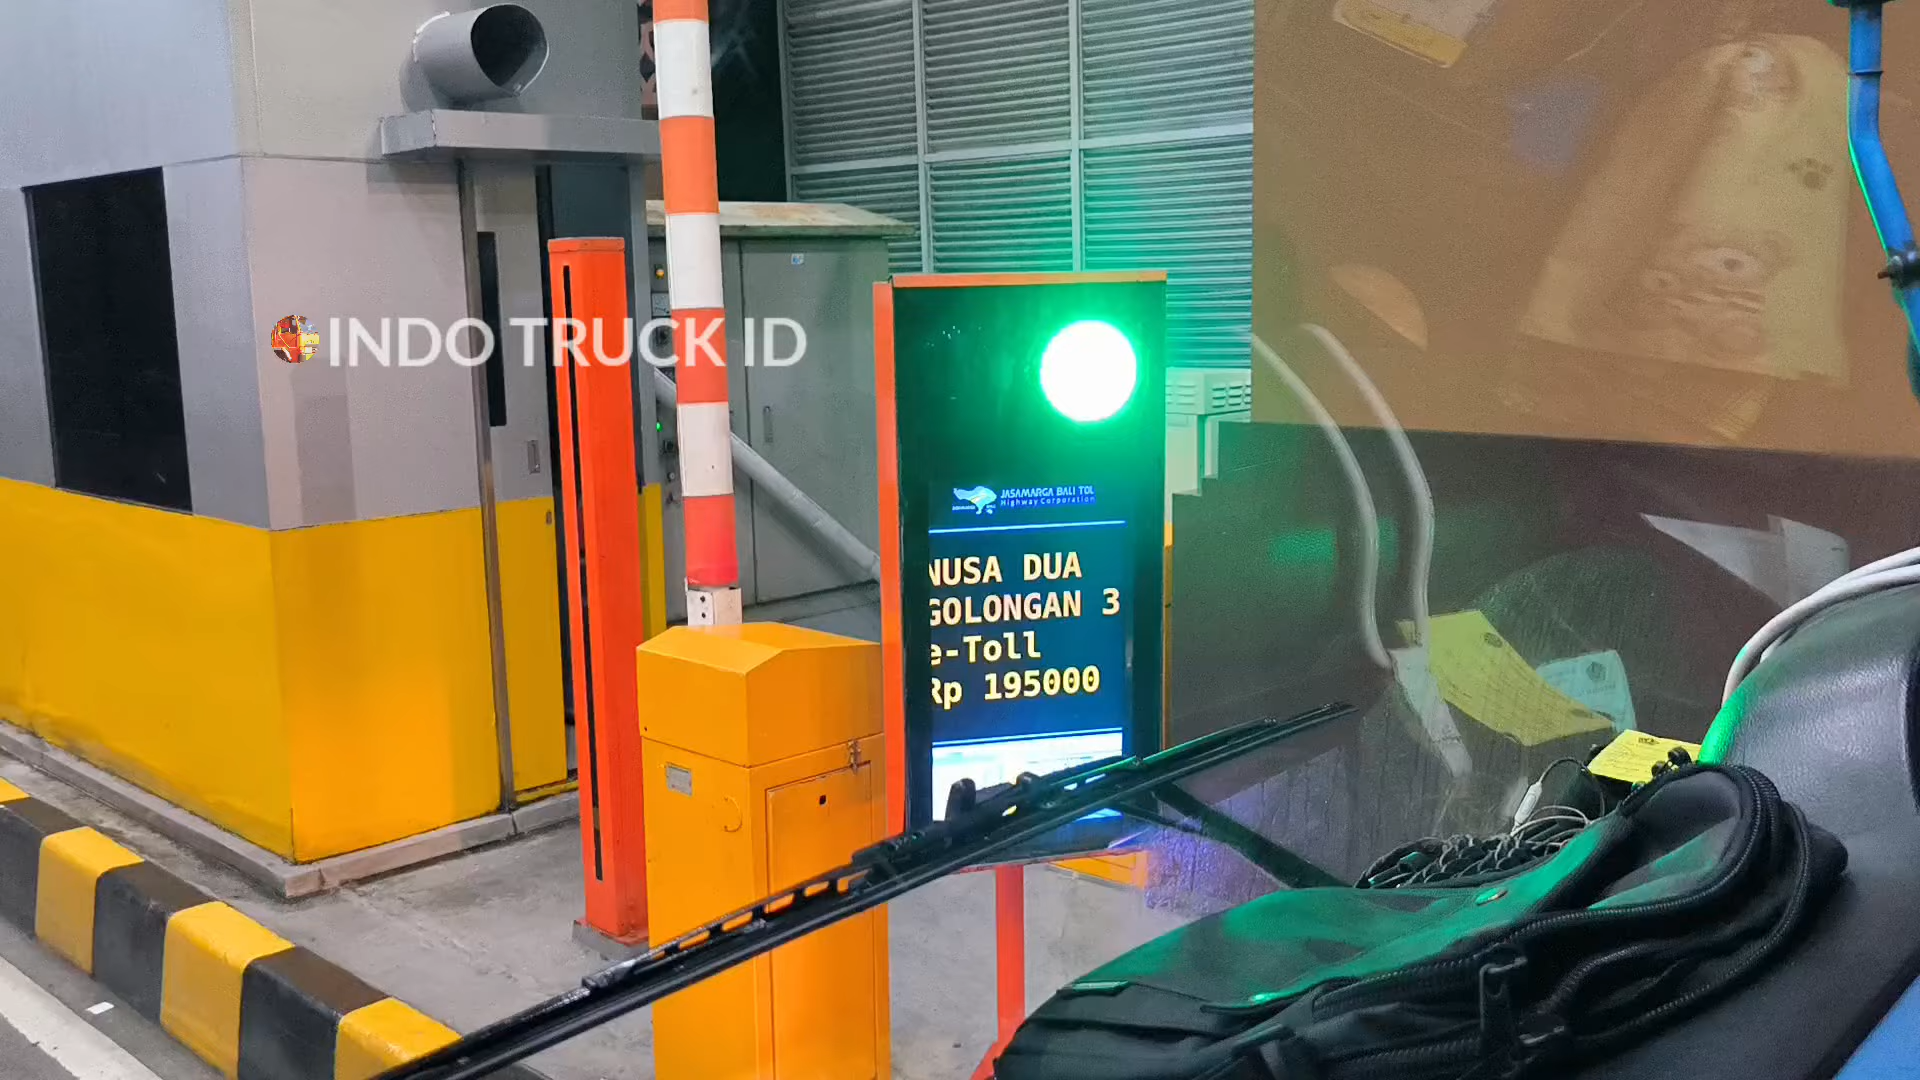 INDO TRUCK ID
JASAMARGA BALI TOL
Highway Corporation
NUSA DUA
GOLONGAN 3
e-Toll
Rp 195000